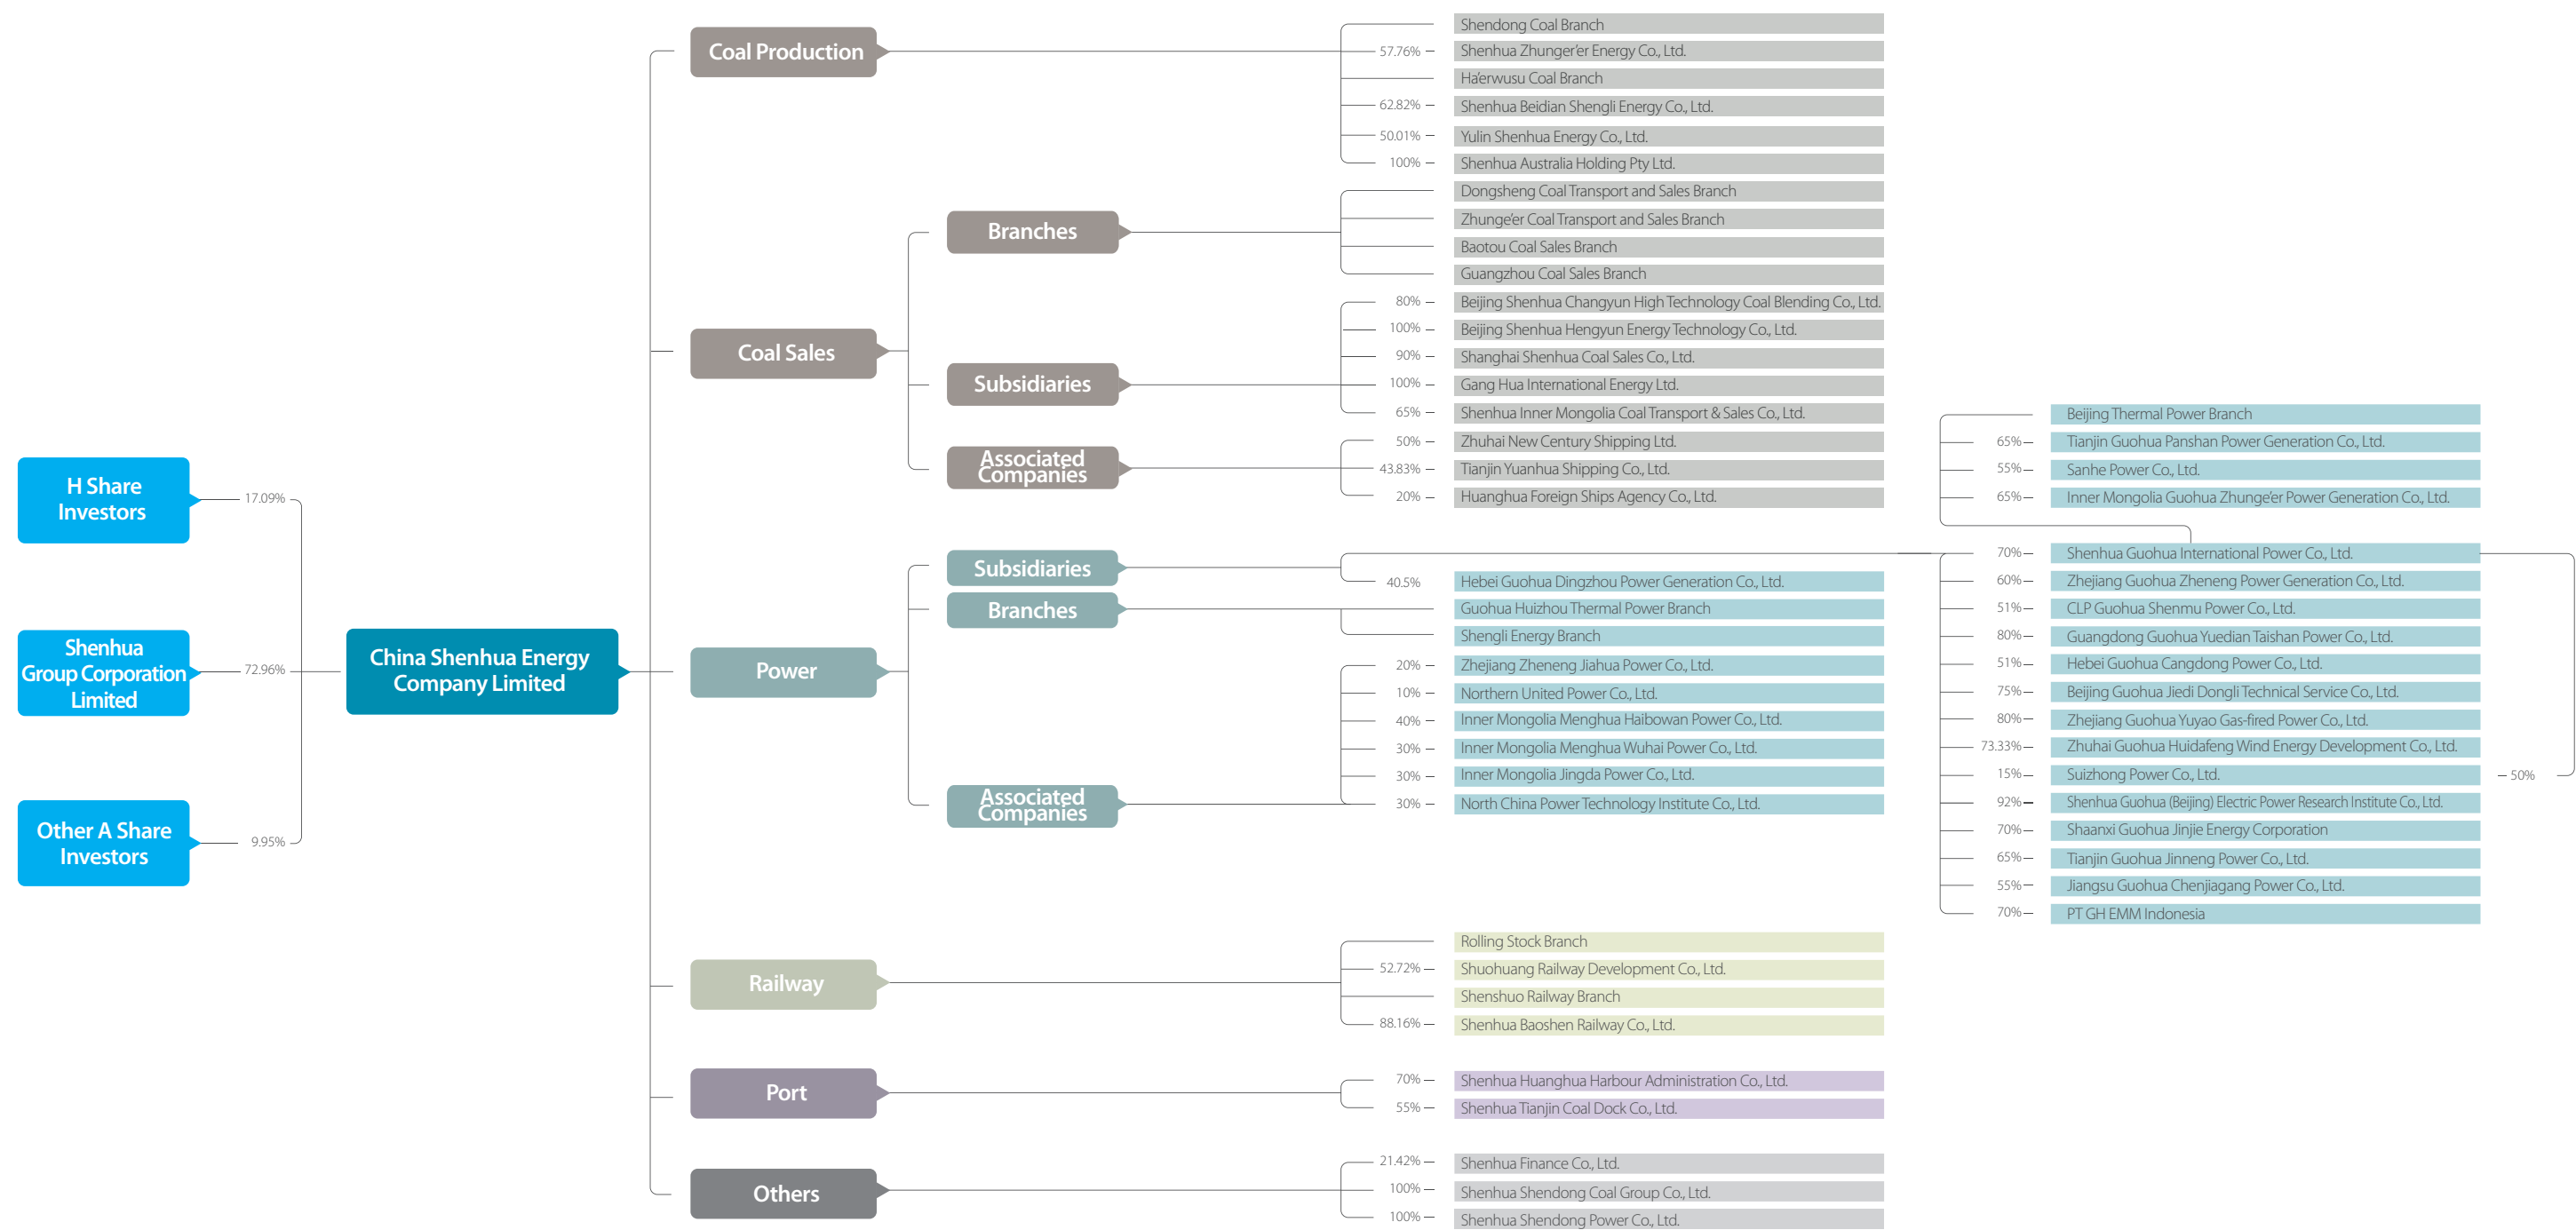 H Share
Investors
17.09%
Shenhua
Group Corporation
Limited
72.96%
Other A Share
Investors
9.95%
China Shenhua Energy
Company Limited
Coal Production
Shendong Coal Branch
57.76%
Shenhua Zhunger’er Energy Co., Ltd.
Ha’erwusu Coal Branch
62.82%
Shenhua Beidian Shengli Energy Co., Ltd.
50.01%
Yulin Shenhua Energy Co., Ltd.
100%
Shenhua Australia Holding Pty Ltd.
Coal Sales
Branches
Dongsheng Coal Transport and Sales Branch
Zhunge’er Coal Transport and Sales Branch
Baotou Coal Sales Branch
Guangzhou Coal Sales Branch
Subsidiaries
80%
Beijing Shenhua Changyun High Technology Coal Blending Co., Ltd.
100%
Beijing Shenhua Hengyun Energy Technology Co., Ltd.
90%
Shanghai Shenhua Coal Sales Co., Ltd.
100%
Gang Hua International Energy Ltd.
65%
Shenhua Inner Mongolia Coal Transport & Sales Co., Ltd.
Associated
Companies
50%
Zhuhai New Century Shipping Ltd.
43.83%
Tianjin Yuanhua Shipping Co., Ltd.
20%
Huanghua Foreign Ships Agency Co., Ltd.
Power
Subsidiaries
40.5%
Hebei Guohua Dingzhou Power Generation Co., Ltd.
Branches
Guohua Huizhou Thermal Power Branch
Shengli Energy Branch
Associated
Companies
20%
Zhejiang Zheneng Jiahua Power Co., Ltd.
10%
Northern United Power Co., Ltd.
40%
Inner Mongolia Menghua Haibowan Power Co., Ltd.
30%
Inner Mongolia Menghua Wuhai Power Co., Ltd.
30%
Inner Mongolia Jingda Power Co., Ltd.
30%
North China Power Technology Institute Co., Ltd.
Beijing Thermal Power Branch
65%
Tianjin Guohua Panshan Power Generation Co., Ltd.
55%
Sanhe Power Co., Ltd.
65%
Inner Mongolia Guohua Zhunge’er Power Generation Co., Ltd.
70%
Shenhua Guohua International Power Co., Ltd.
60%
Zhejiang Guohua Zheneng Power Generation Co., Ltd.
51%
CLP Guohua Shenmu Power Co., Ltd.
80%
Guangdong Guohua Yuedian Taishan Power Co., Ltd.
51%
Hebei Guohua Cangdong Power Co., Ltd.
75%
Beijing Guohua Jiedi Dongli Technical Service Co., Ltd.
80%
Zhejiang Guohua Yuyao Gas-fired Power Co., Ltd.
73.33%
Zhuhai Guohua Huidafeng Wind Energy Development Co., Ltd.
15%
Suizhong Power Co., Ltd.
50%
92%
Shenhua Guohua (Beijing) Electric Power Research Institute Co., Ltd.
70%
Shaanxi Guohua Jinjie Energy Corporation
65%
Tianjin Guohua Jinneng Power Co., Ltd.
55%
Jiangsu Guohua Chenjiagang Power Co., Ltd.
70%
PT GH EMM Indonesia
Railway
Rolling Stock Branch
52.72%
Shuohuang Railway Development Co., Ltd.
Shenshuo Railway Branch
88.16%
Shenhua Baoshen Railway Co., Ltd.
Port
70%
Shenhua Huanghua Harbour Administration Co., Ltd.
55%
Shenhua Tianjin Coal Dock Co., Ltd.
Others
21.42%
Shenhua Finance Co., Ltd.
100%
Shenhua Shendong Coal Group Co., Ltd.
100%
Shenhua Shendong Power Co., Ltd.